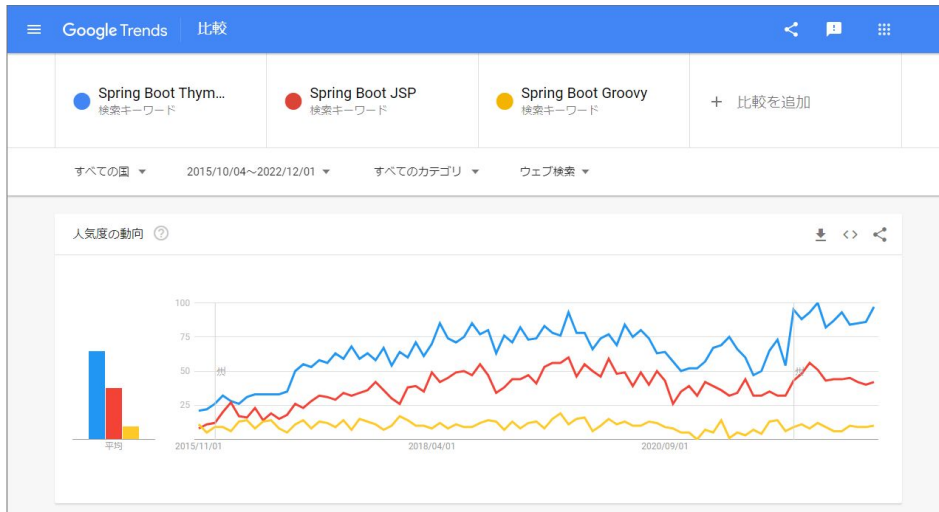 Google Trends 比較
Spring Boot Thym...
検索キーワード
Spring Boot JSP
検索キーワード
Spring Boot Groovy
検索キーワード
+ 比較を追加
すべての国
2015/10/04～2022/12/01
すべてのカテゴリ
ウェブ検索
人気度の動向
100
75
50
25
注
注
平均
2015/11/01
2018/04/01
2020/09/01